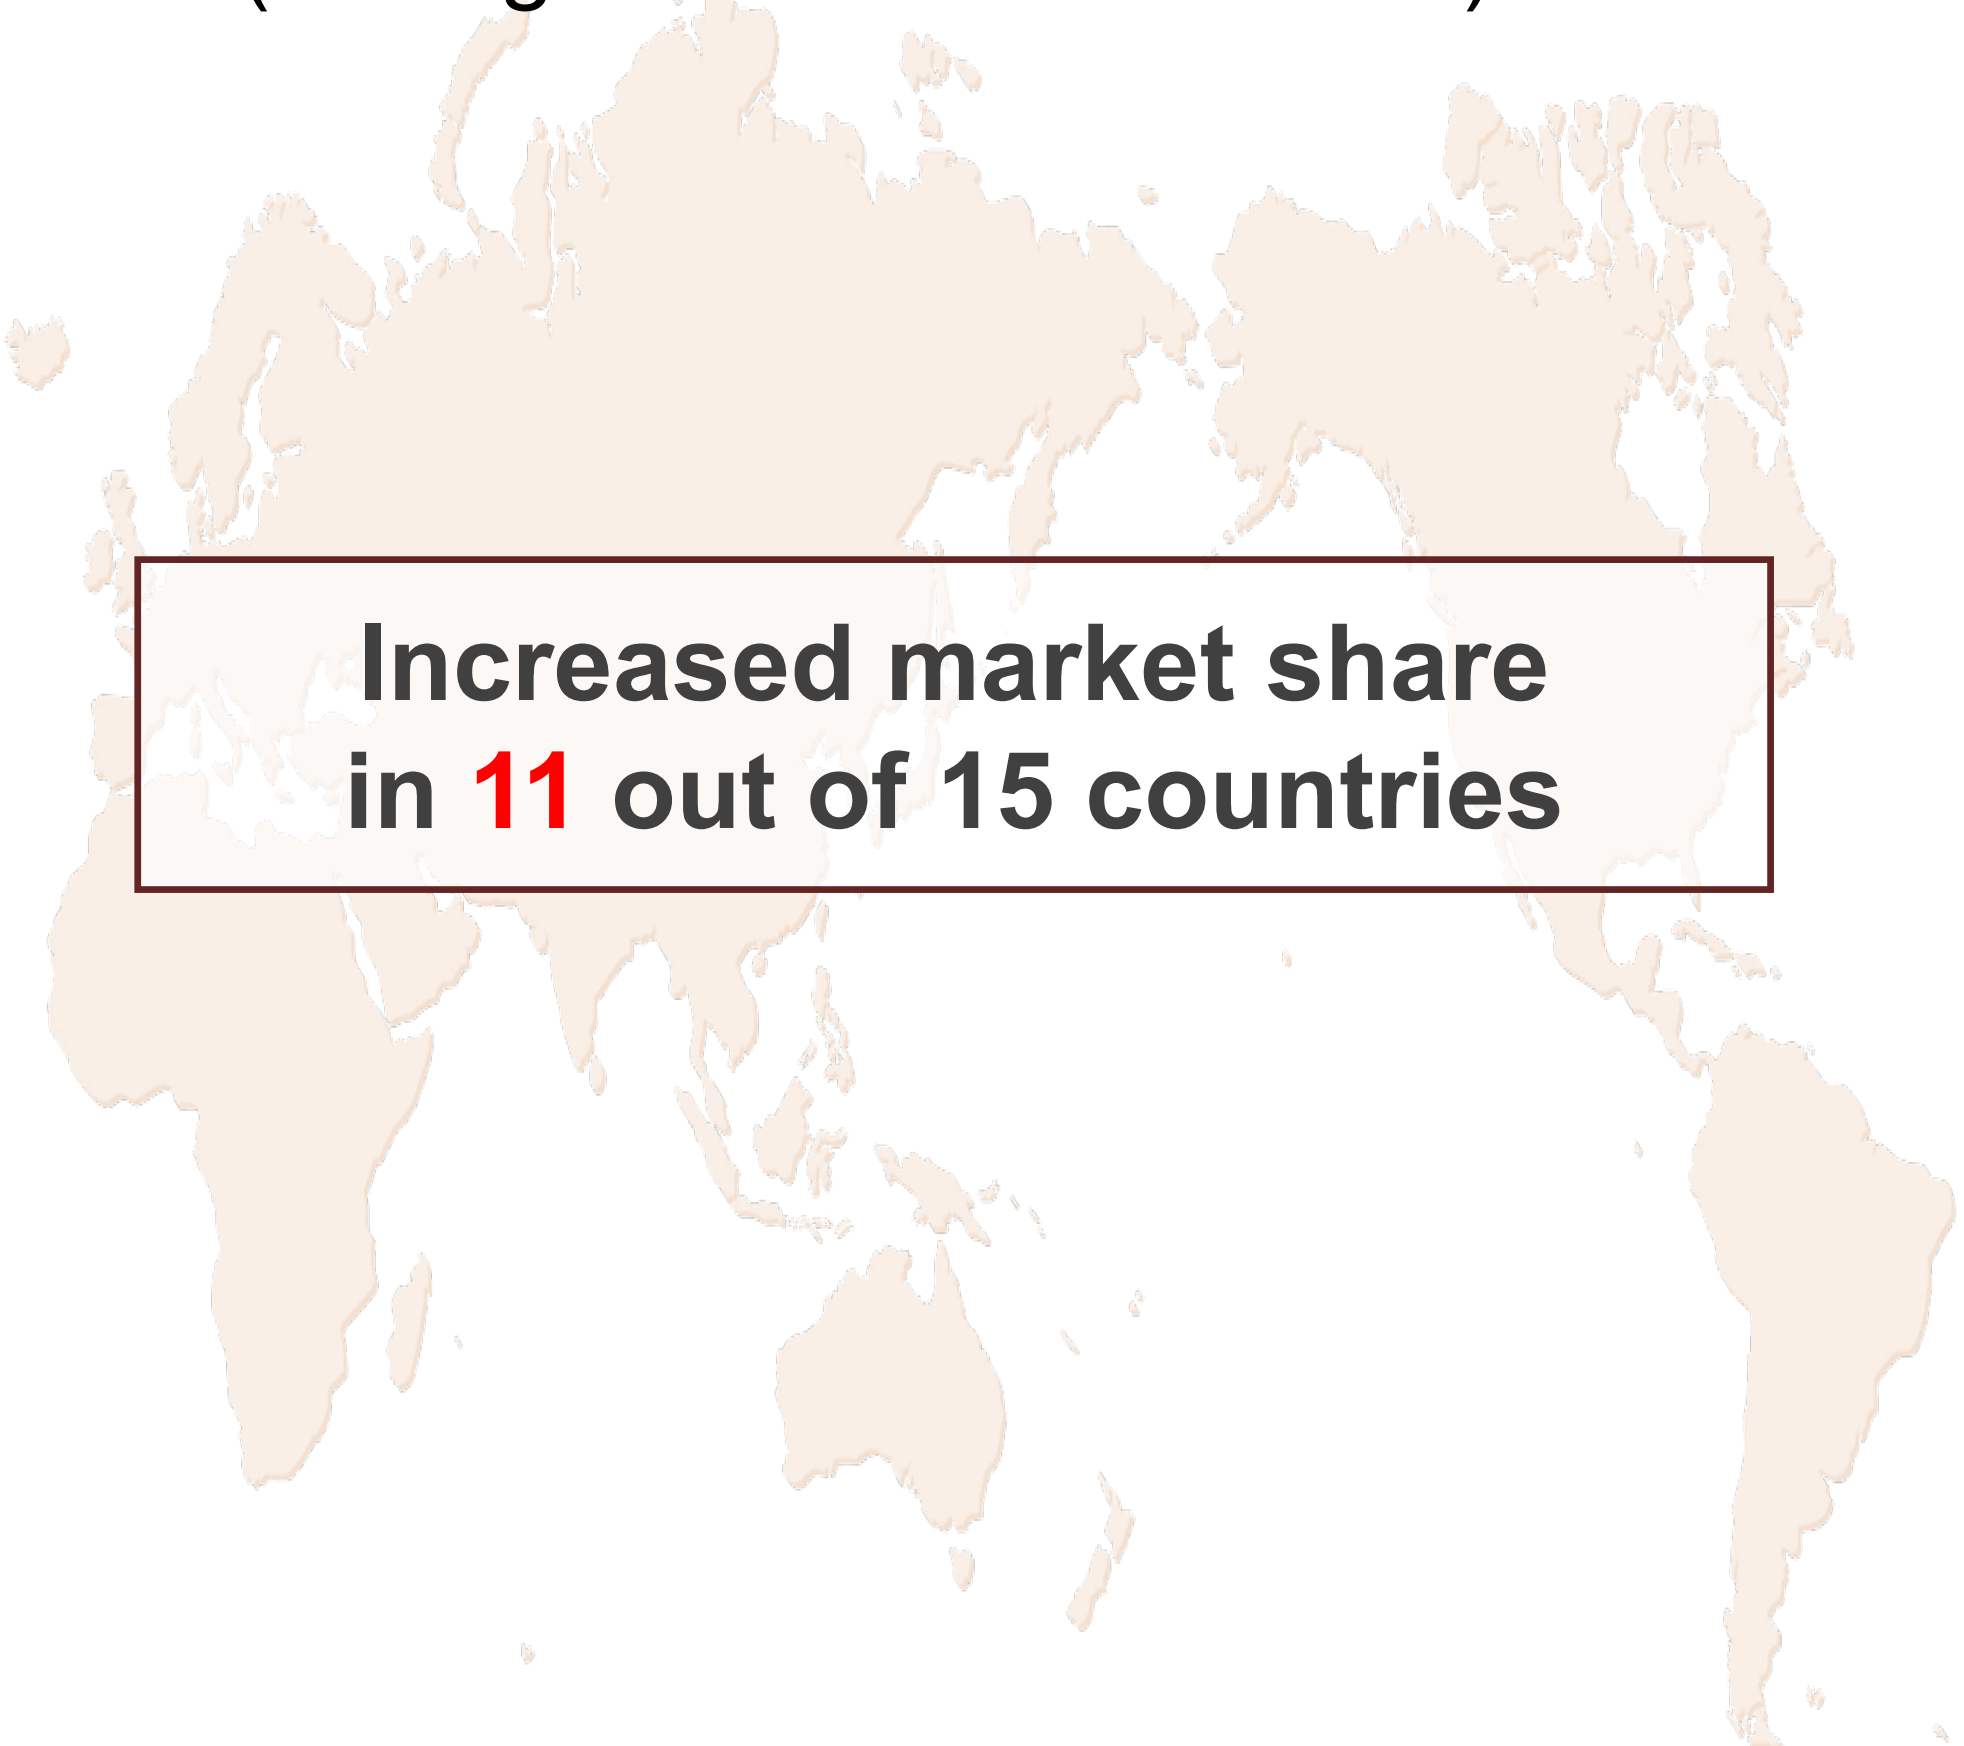 Increased market share
in 11 out of 15 countries